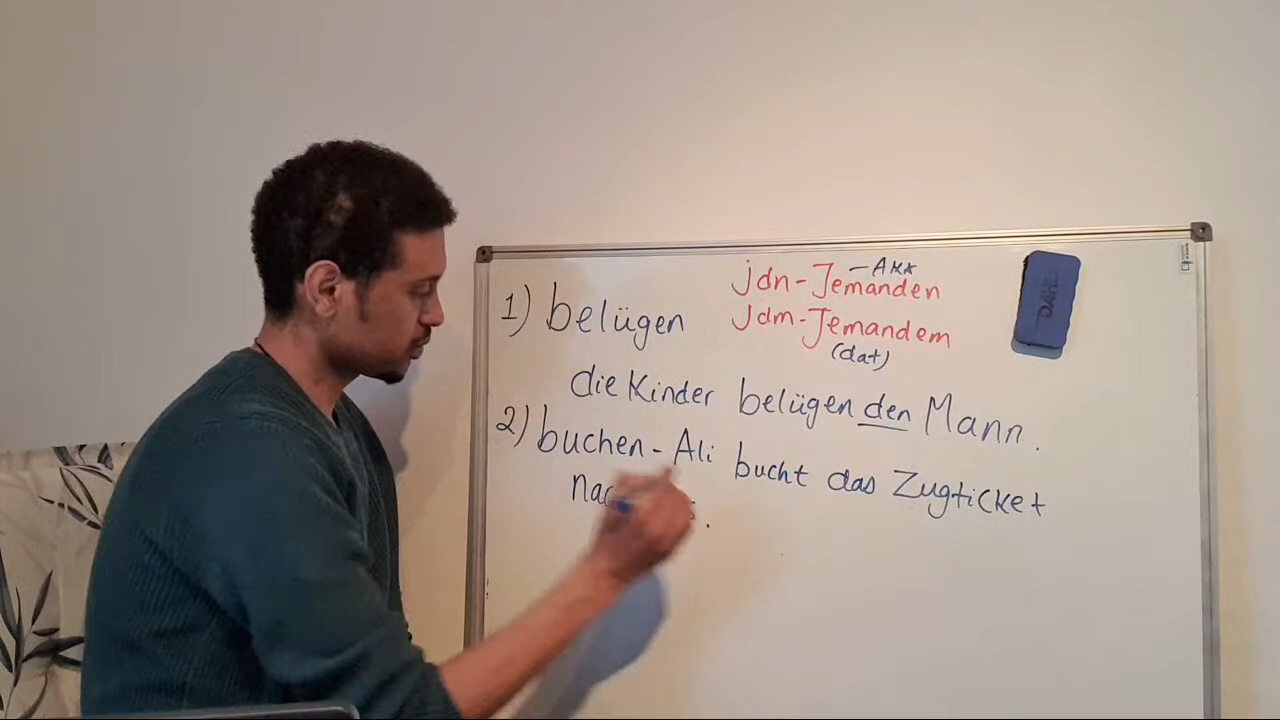 jdn-Jemanden -AKK
1) belügen jdm-Jemandem
(dat)
die Kinder belügen den Mann.
2) buchen-Ali bucht das Zugticket
DAHLE